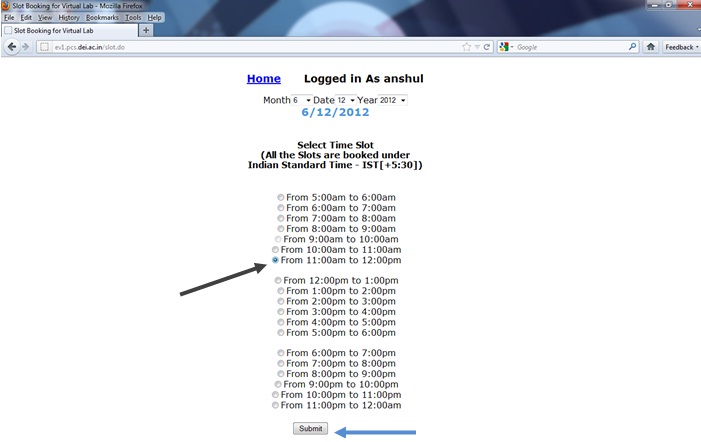 Slot Booking for Virtual Lab - Mozilla Firefox
File Edit View History Bookmarks Tools Help
Slot Booking for Virtual Lab +
ev1.pcs.dei.ac.in/slot.do Google Feedback
Home Logged in As anshul
Month 6 Date 12 Year 2012
6/12/2012
Select Time Slot
(All the Slots are booked under
Indian Standard Time - IST[+5:30])
From 5:00am to 6:00am
From 6:00am to 7:00am
From 7:00am to 8:00am
From 8:00am to 9:00am
From 9:00am to 10:00am
From 10:00am to 11:00am
From 11:00am to 12:00pm
From 12:00pm to 1:00pm
From 1:00pm to 2:00pm
From 2:00pm to 3:00pm
From 3:00pm to 4:00pm
From 4:00pm to 5:00pm
From 5:00pm to 6:00pm
From 6:00pm to 7:00pm
From 7:00pm to 8:00pm
From 8:00pm to 9:00pm
From 9:00pm to 10:00pm
From 10:00pm to 11:00pm
From 11:00pm to 12:00am
Submit